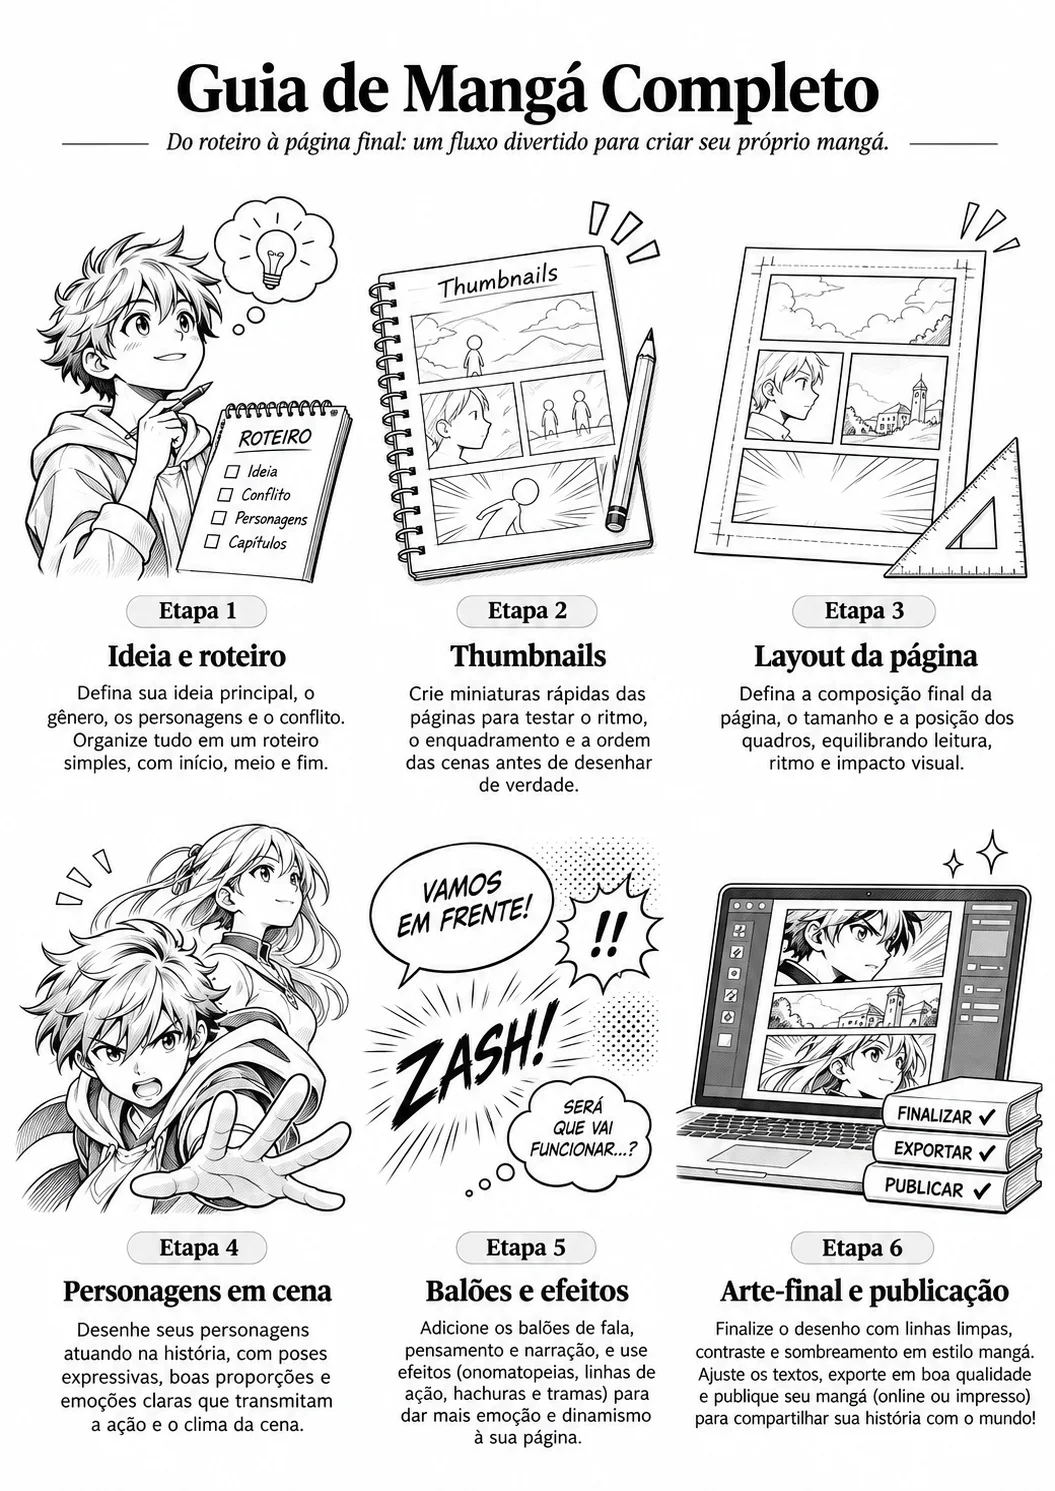 Guia de Mangá Completo
Do roteiro à página final: um fluxo divertido para criar seu próprio mangá.
ROTEIRO
Ideia
Conflito
Personagens
Capítulos
Etapa 1
Ideia e roteiro
Defina sua ideia principal, o
gênero, os personagens e o conflito.
Organize tudo em um roteiro
simples, com início, meio e fim.
Thumbnails
Etapa 2
Thumbnails
Crie miniaturas rápidas das
páginas para testar o ritmo,
o enquadramento e a ordem
das cenas antes de desenhar
de verdade.
Etapa 3
Layout da página
Defina a composição final da
página, o tamanho e a posição dos
quadros, equilibrando leitura,
ritmo e impacto visual.
Etapa 4
Personagens em cena
Desenhe seus personagens
atuando na história, com poses
expressivas, boas proporções e
emoções claras que transmitam
a ação e o clima da cena.
VAMOS
EM FRENTE!
!!
ZASH!
SERÁ
QUE VAI
FUNCIONAR...?
Etapa 5
Balões e efeitos
Adicione os balões de fala,
pensamento e narração, e use
efeitos (onomatopeias, linhas de
ação, hachuras e tramas) para
dar mais emoção e dinamismo
à sua página.
FINALIZAR ✓
EXPORTAR ✓
PUBLICAR ✓
Etapa 6
Arte-final e publicação
Finalize o desenho com linhas limpas,
contraste e sombreamento em estilo mangá.
Ajuste os textos, exporte em boa qualidade
e publique seu mangá (online ou impresso)
para compartilhar sua história com o mundo!